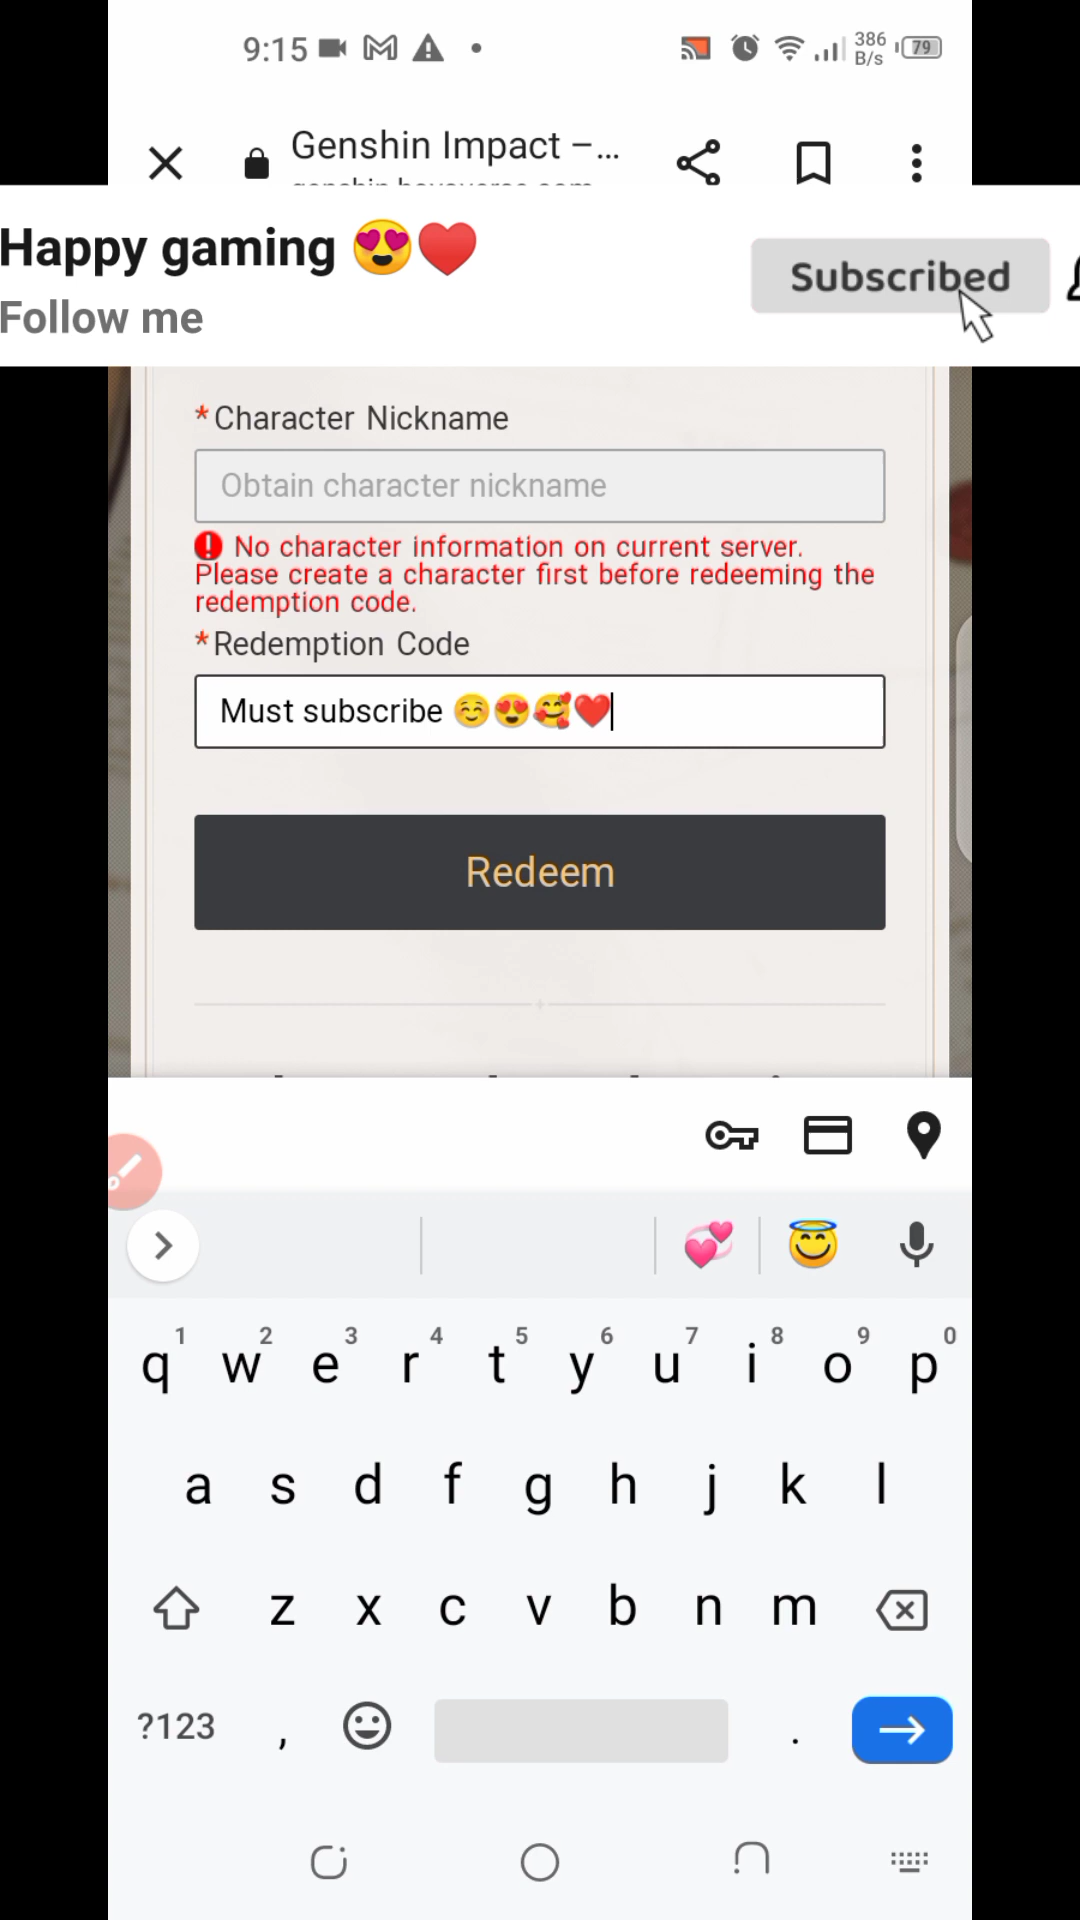 9:15
386
B/s
79
Genshin Impact –...
Happy gaming 😍❤️
Follow me
Subscribed
*Character Nickname
Obtain character nickname
No character information on current server.
Please create a character first before redeeming the
redemption code.
*Redemption Code
Must subscribe ☺️😍🥰❤️
Redeem
1 2 3 4 5 6 7 8 9 0
q w e r t y u i o p
a s d f g h j k l
z x c v b n m
?123 , .